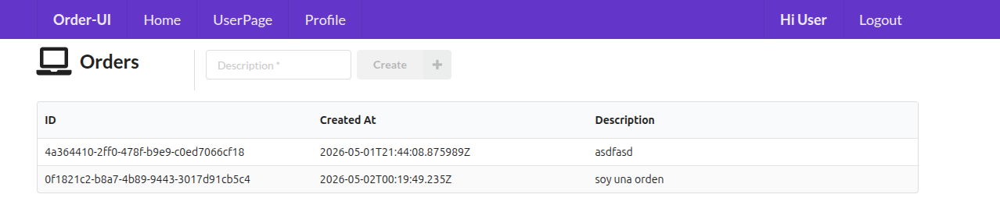 Order-UI Home UserPage Profile Hi User Logout
Orders Description * Create
ID Created At Description
4a364410-2ff0-478f-b9e9-c0ed7066cf18 2026-05-01T21:44:08.875989Z asdfasd
0f1821c2-b8a7-4b89-9443-3017d91cb5c4 2026-05-02T00:19:49.235Z soy una orden